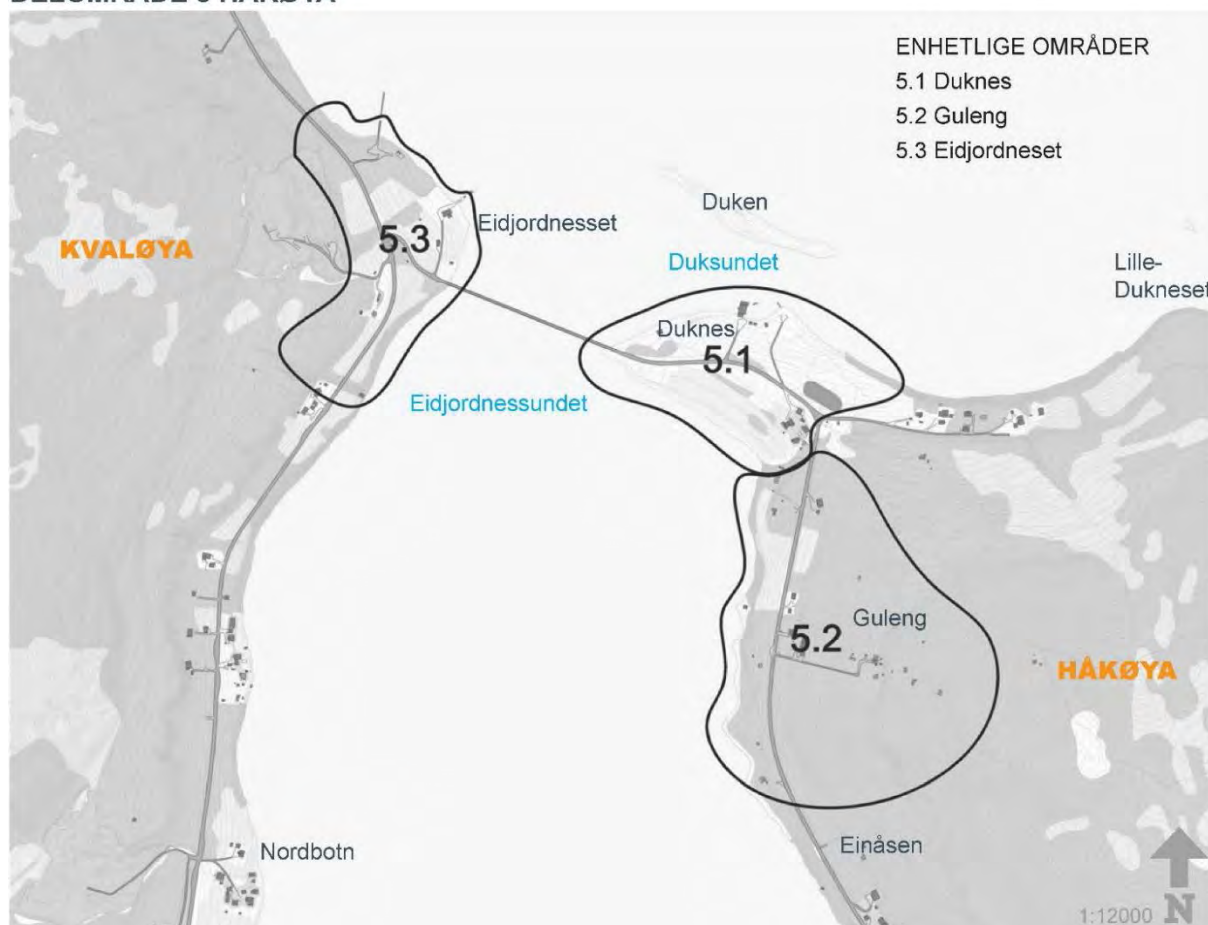 ENHETLIGE OMRÅDER
5.1 Duknes
5.2 Guleng
5.3 Eidjordneset
Duken
Eidjordnesset
5.3
KVALØYA
Duksundet
Lille-
Dukneset
Duknes
5.1
Eidjordnessundet
Guleng
5.2
HÅKØYA
Nordbotn
Einåsen
1:12000 N